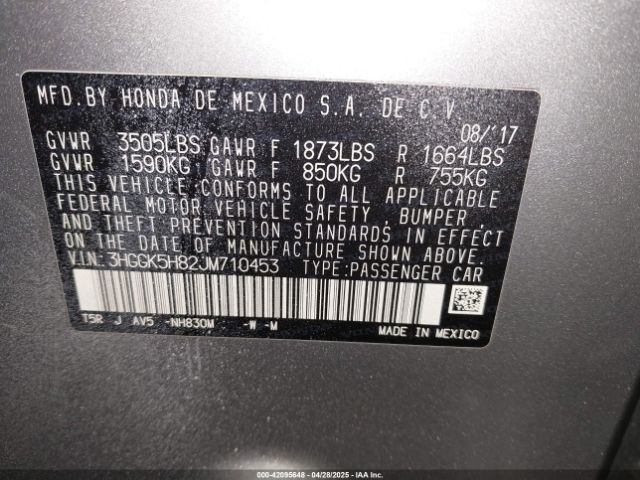 MFD.BY HONDA DE MEXICO S.A. DE C.V
08/'17
GVWR 3505LBS GAWR F 1873LBS R 1664LBS
GVWR 1590KG GAWR F 850KG R 755KG
THIS VEHICLE CONFORMS TO ALL APPLICABLE
FEDERAL MOTOR VEHICLE SAFETY, BUMPER,
AND THEFT PREVENTION STANDARDS IN EFFECT
ON THE DATE OF MANUFACTURE SHOWN ABOVE.
V.I.N: 3HGGK5H82JM710453 TYPE:PASSENGER CAR
T5R J AV5 -NH830M -W -M
MADE IN MEXICO
000-42095648 - 04/28/2025 - IAA Inc.